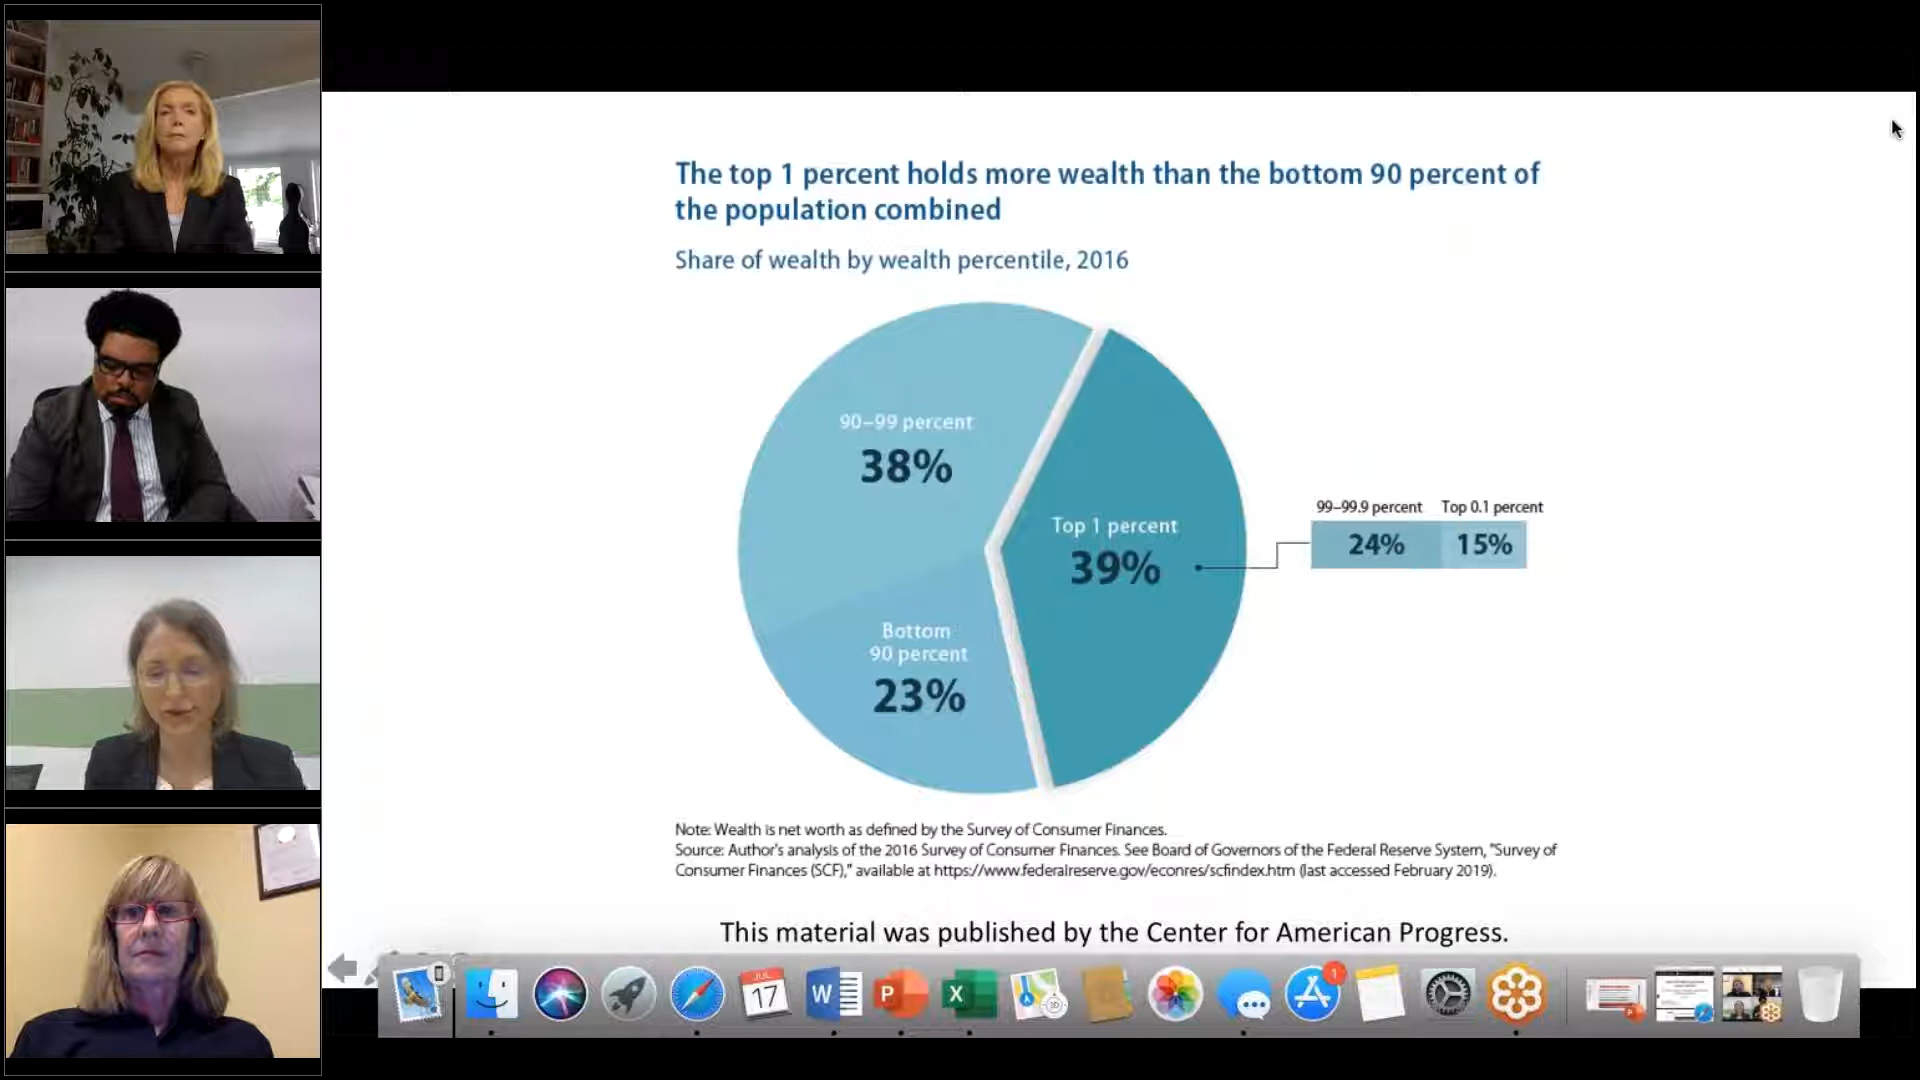 The top 1 percent holds more wealth than the bottom 90 percent of
the population combined
Share of wealth by wealth percentile, 2016
90–99 percent
38%
Top 1 percent
39%
99–99.9 percent
Top 0.1 percent
24%
15%
Bottom
90 percent
23%
Note: Wealth is net worth as defined by the Survey of Consumer Finances.
Source: Author's analysis of the 2016 Survey of Consumer Finances. See Board of Governors of the Federal Reserve System, "Survey of
Consumer Finances (SCF)," available at https://www.federalreserve.gov/econres/scfindex.htm (last accessed February 2019).
This material was published by the Center for American Progress.
JUL
17
W
P
X
3D
1